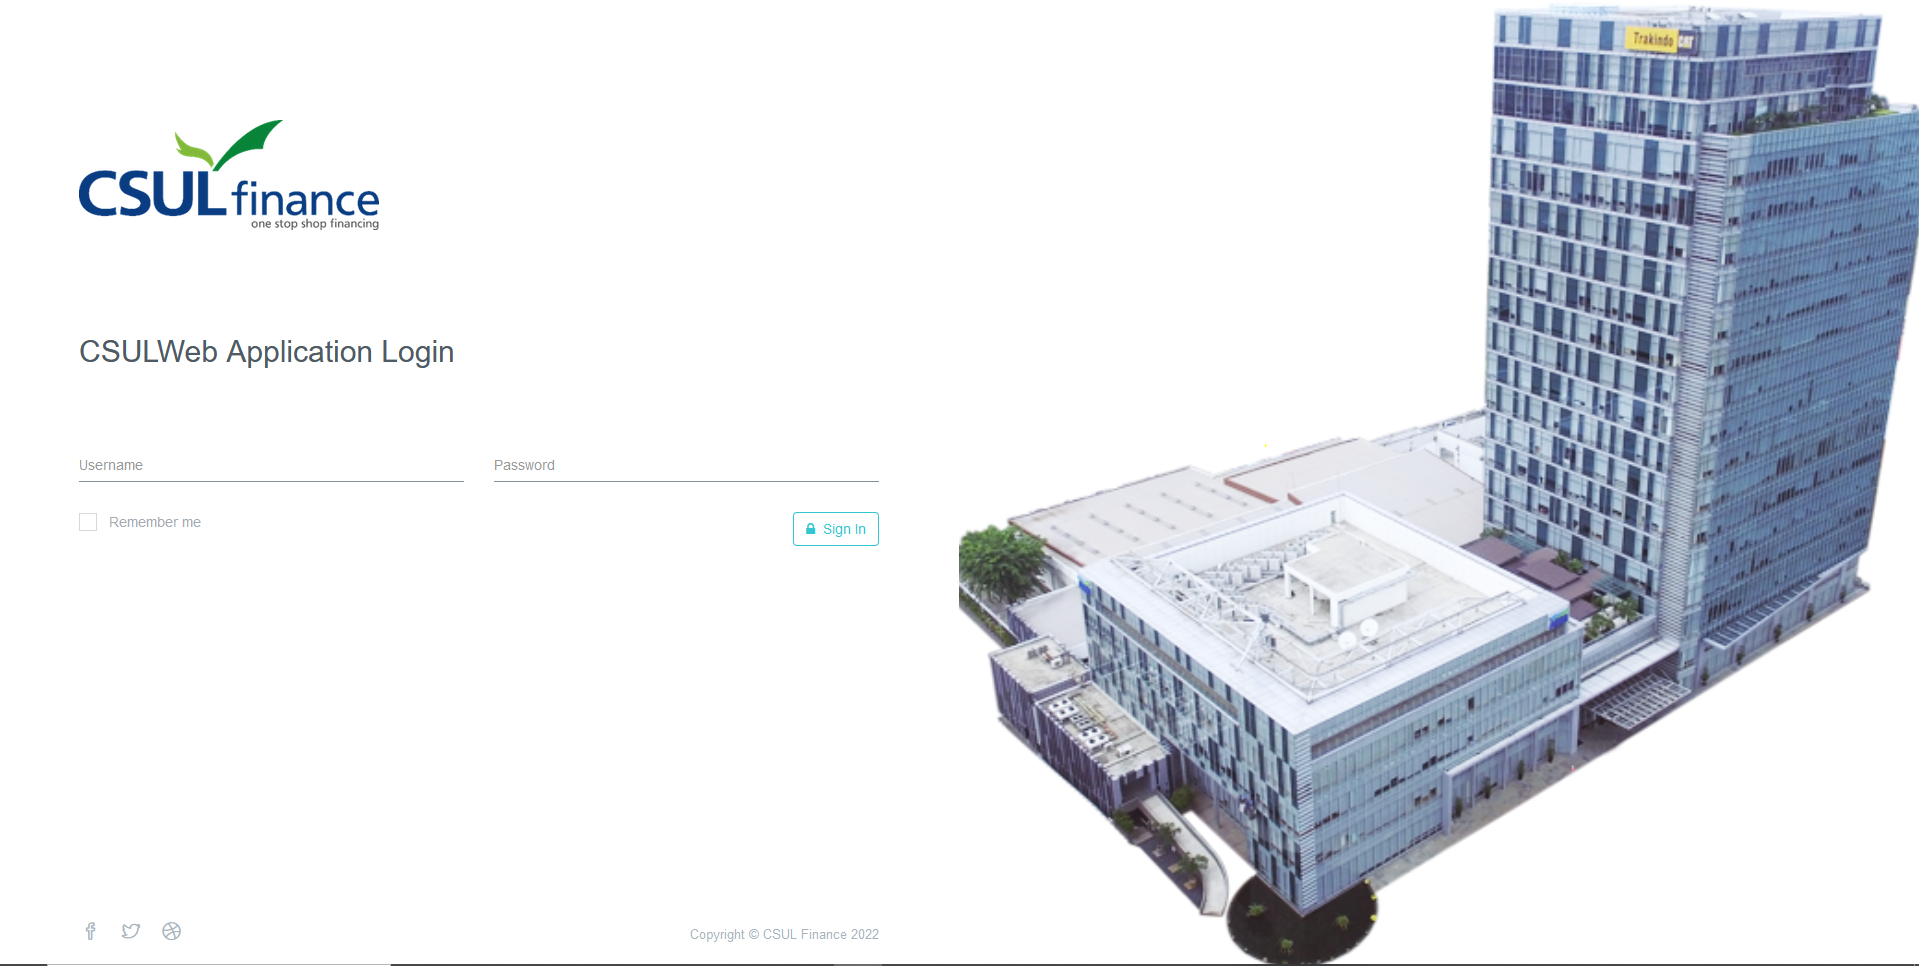 CSUL finance
one stop shop financing
CSULWeb Application Login
Username
Password
Remember me
Sign In
Copyright © CSUL Finance 2022
Trakindo